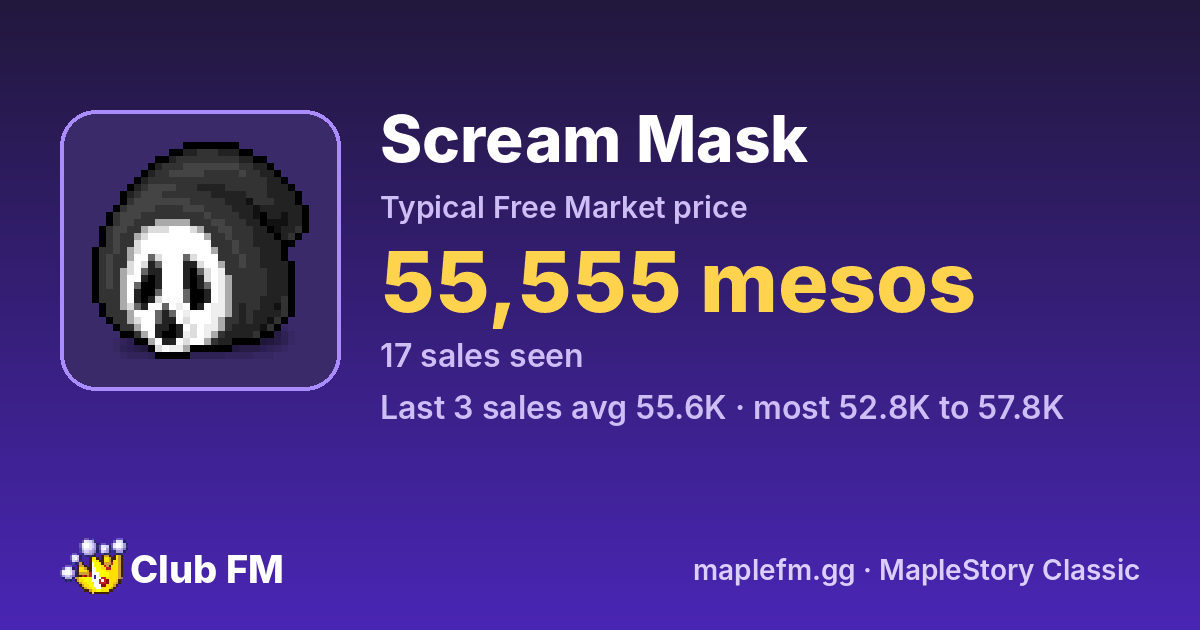 Scream Mask
Typical Free Market price
55,555 mesos
17 sales seen
Last 3 sales avg 55.6K · most 52.8K to 57.8K
Club FM
maplefm.gg · MapleStory Classic